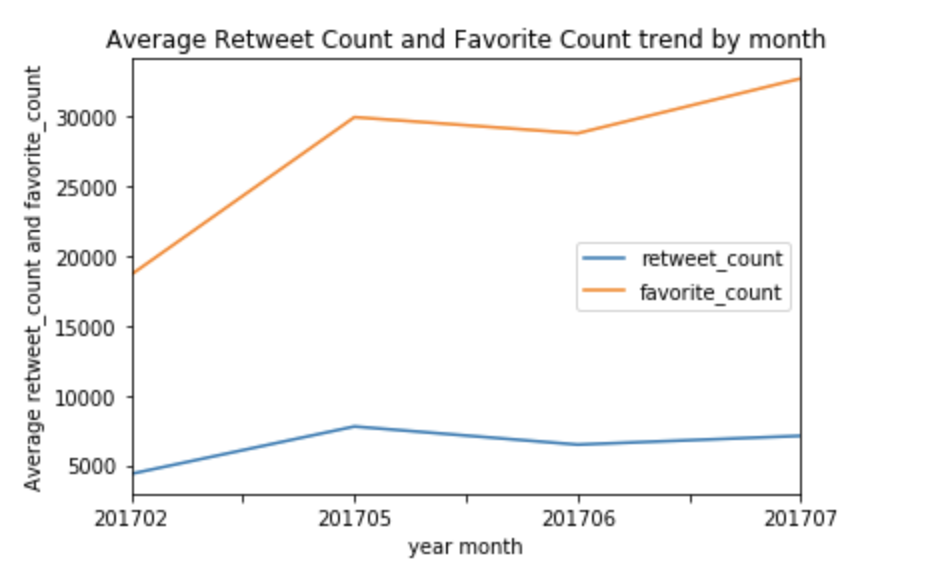 Average Retweet Count and Favorite Count trend by month
Average retweet_count and favorite_count
30000
25000
20000
15000
10000
5000
retweet_count
favorite_count
201702 201705 201706 201707
year month